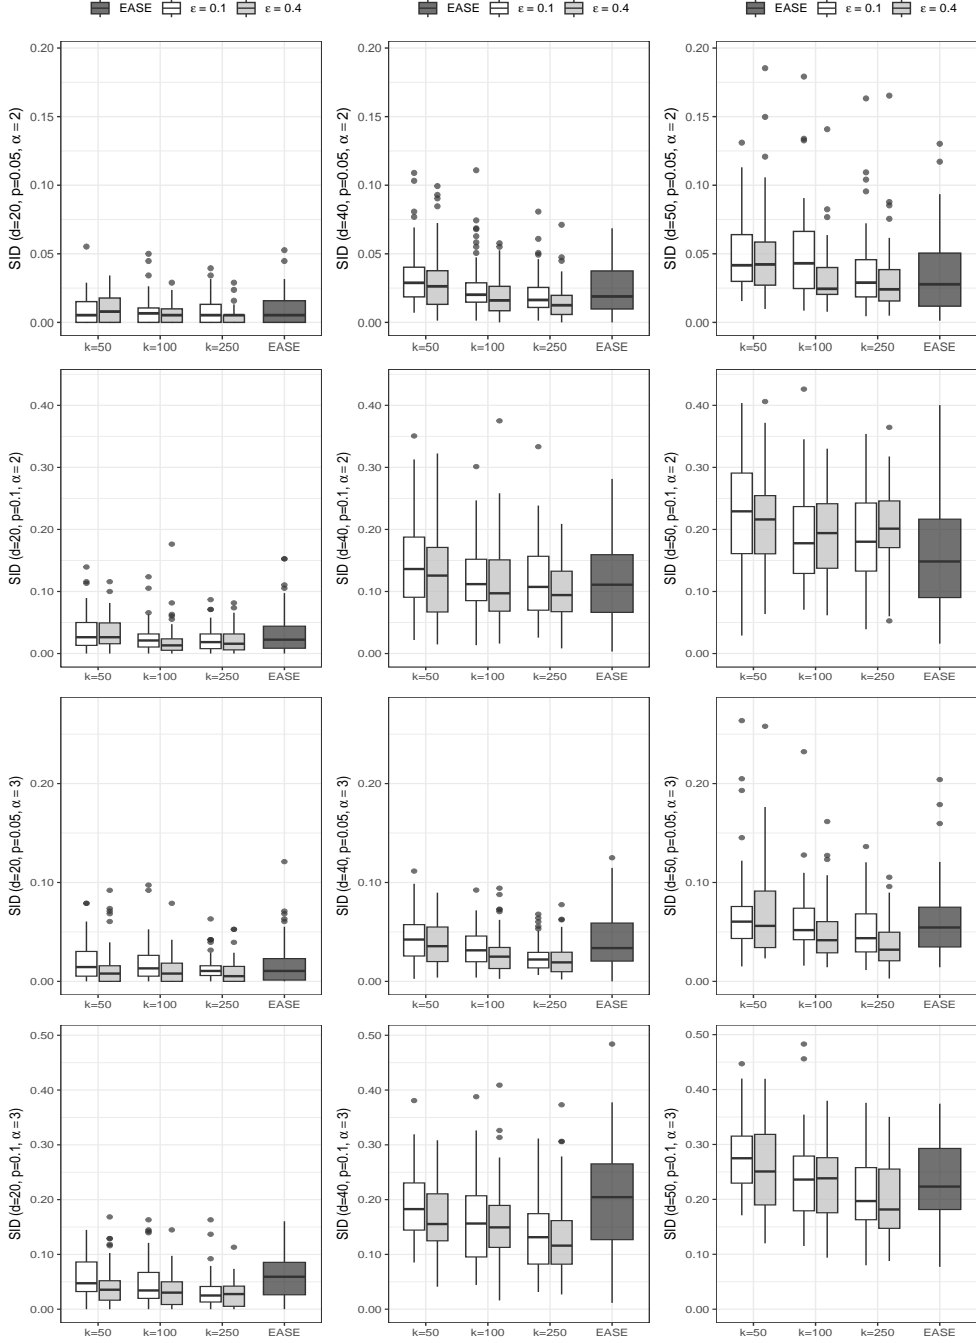 EASE ε = 0.1 ε = 0.4
EASE ε = 0.1 ε = 0.4
EASE ε = 0.1 ε = 0.4
SID (d=20, p=0.05, α = 2)
0.20
0.15
0.10
0.05
0.00
k=50 k=100 k=250 EASE
SID (d=40, p=0.05, α = 2)
0.20
0.15
0.10
0.05
0.00
k=50 k=100 k=250 EASE
SID (d=50, p=0.05, α = 2)
0.20
0.15
0.10
0.05
0.00
k=50 k=100 k=250 EASE
SID (d=20, p=0.1, α = 2)
0.40
0.30
0.20
0.10
0.00
k=50 k=100 k=250 EASE
SID (d=40, p=0.1, α = 2)
0.40
0.30
0.20
0.10
0.00
k=50 k=100 k=250 EASE
SID (d=50, p=0.1, α = 2)
0.40
0.30
0.20
0.10
0.00
k=50 k=100 k=250 EASE
SID (d=20, p=0.05, α = 3)
0.20
0.10
0.00
k=50 k=100 k=250 EASE
SID (d=40, p=0.05, α = 3)
0.20
0.10
0.00
k=50 k=100 k=250 EASE
SID (d=50, p=0.05, α = 3)
0.20
0.10
0.00
k=50 k=100 k=250 EASE
SID (d=20, p=0.1, α = 3)
0.50
0.40
0.30
0.20
0.10
0.00
k=50 k=100 k=250 EASE
SID (d=40, p=0.1, α = 3)
0.50
0.40
0.30
0.20
0.10
0.00
k=50 k=100 k=250 EASE
SID (d=50, p=0.1, α = 3)
0.50
0.40
0.30
0.20
0.10
0.00
k=50 k=100 k=250 EASE